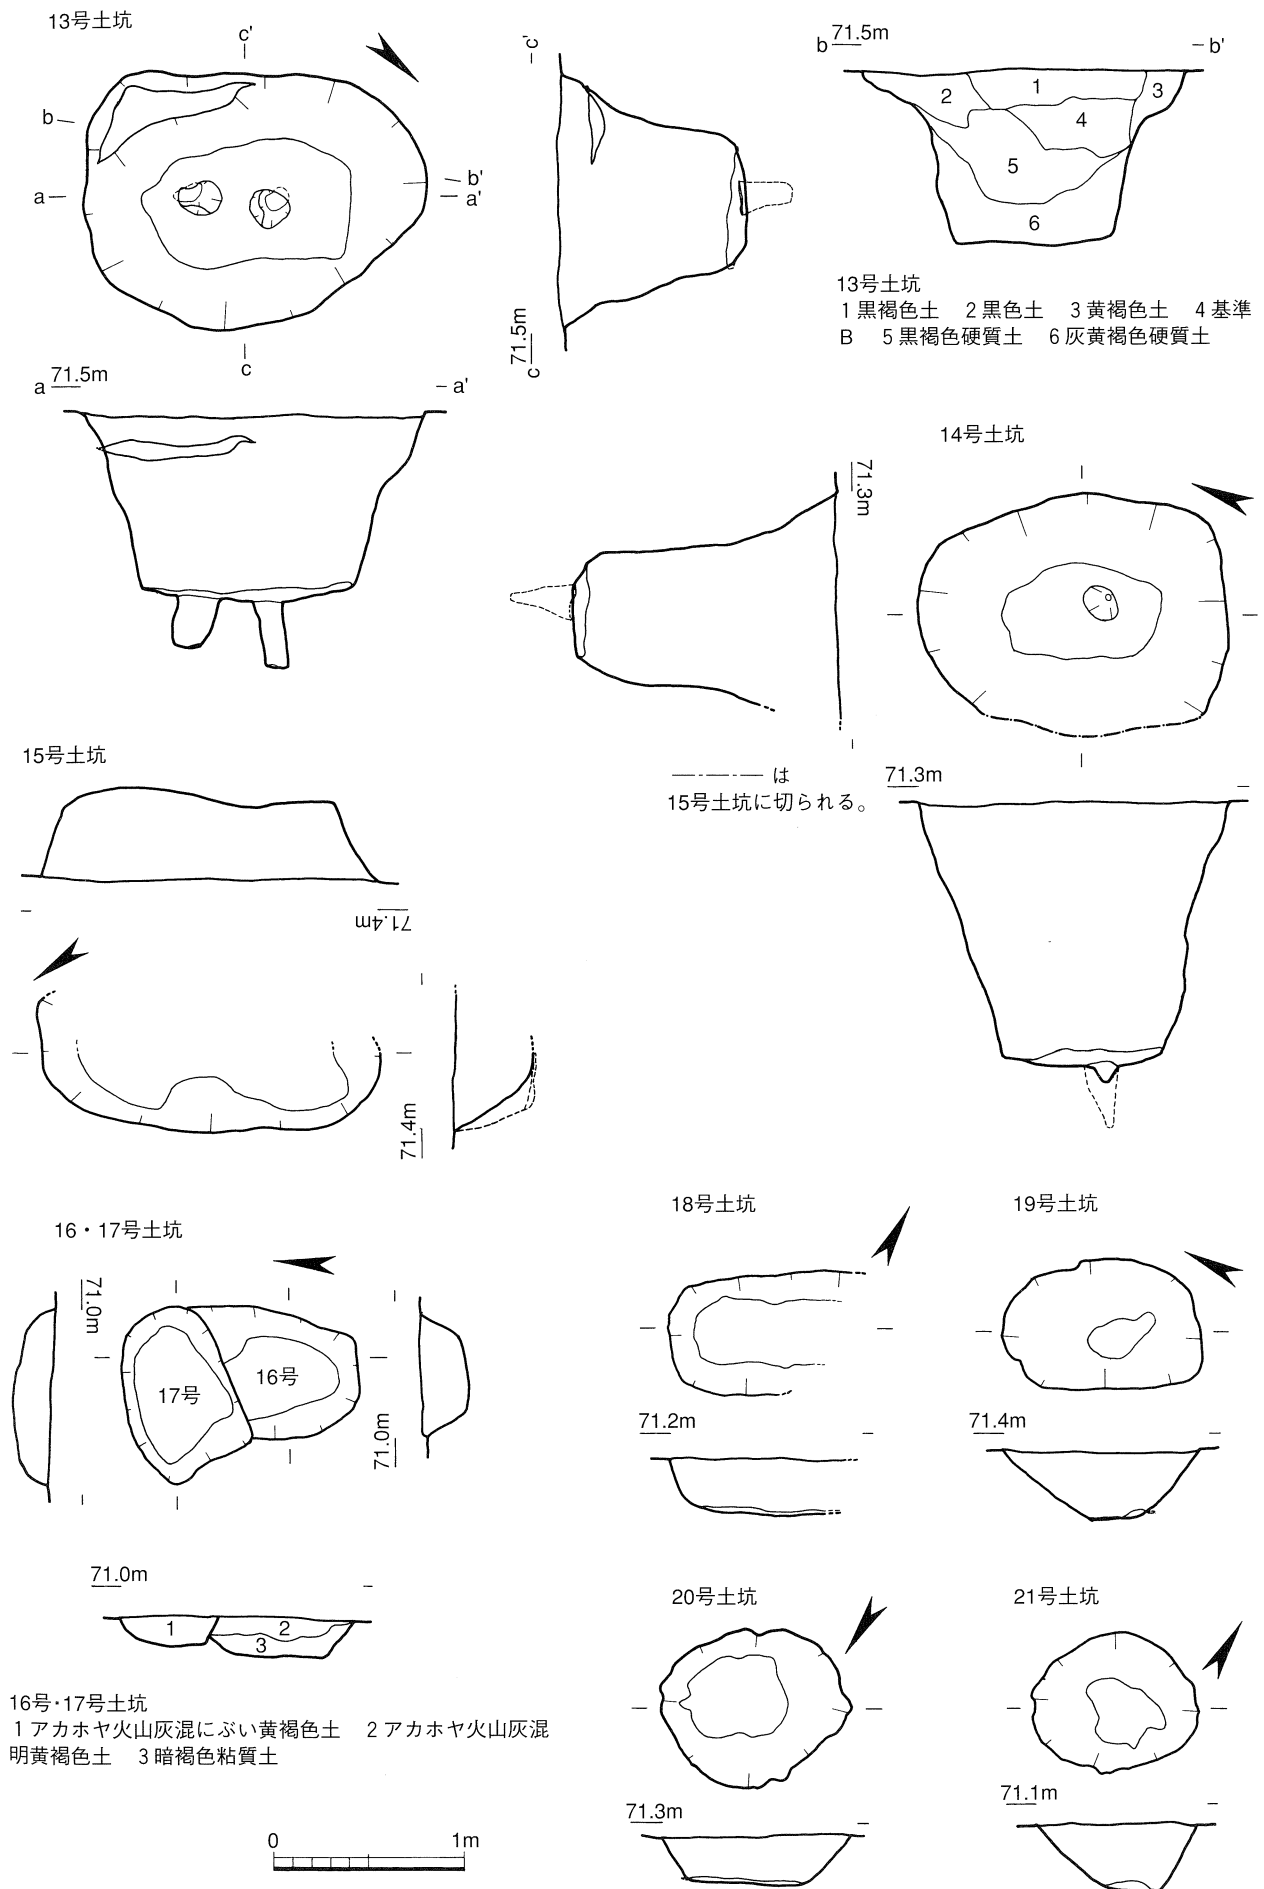 13号土坑
c'
b
b'
a
a'
c
c'
71.5m
c
b 71.5m
b'
1
2
3
4
5
6
13号土坑
1 黒褐色土　2 黒色土　3 黄褐色土　4 基準
B　5 黒褐色硬質土　6 灰黄褐色硬質土
a 71.5m
a'
14号土坑
71.3m
は
15号土坑に切られる。
71.3m
15号土坑
71.4m
71.4m
16・17号土坑
71.0m
17号
16号
71.0m
71.0m
1
2
3
16号・17号土坑
1 アカホヤ火山灰混にぶい黄褐色土　2 アカホヤ火山灰混
明黄褐色土　3 暗褐色粘質土
18号土坑
71.2m
19号土坑
71.4m
20号土坑
71.3m
21号土坑
71.1m
0
1m